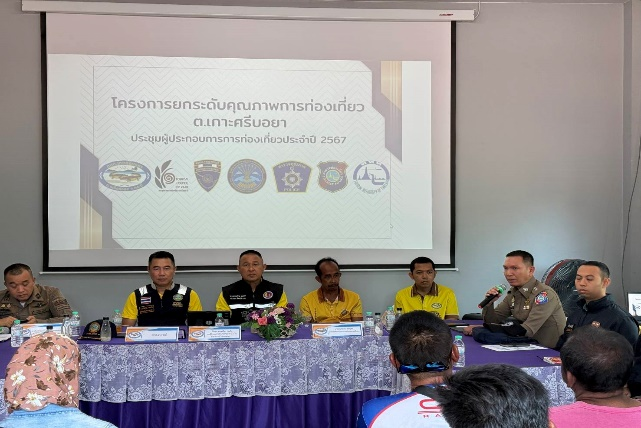 โครงการยกระดับคุณภาพการท่องเที่ยว
ต.เกาะศรีบอยา
ประชุมผู้ประกอบการการท่องเที่ยวประจำปี 2567